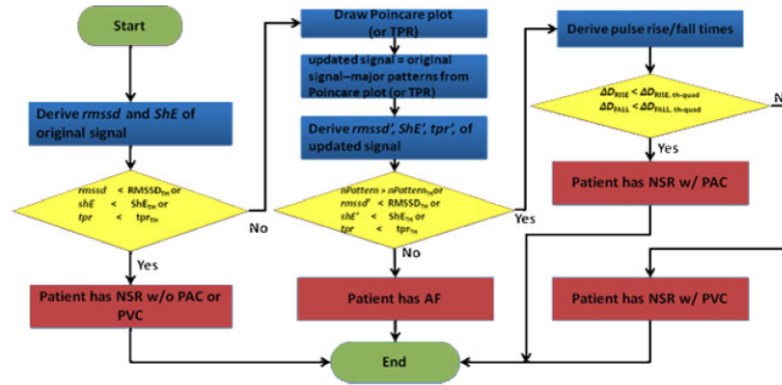 Start
Derive rmssd and ShE of
original signal
rmssd < RMSSDTH or
shE < ShETH or
tpr < tprTH
No
Yes
Patient has NSR w/o PAC or
PVC
Draw Poincare plot
(or TPR)
updated signal = original
signal–major patterns from
Poincare plot (or TPR)
Derive rmssd’, ShE’, tpr’, of
updated signal
nPattern > nPatternTH or
rmssd’ < RMSSDTH or
shE’ < ShETH or
tpr < tprTH
Yes
No
Patient has AF
End
Derive pulse rise/fall times
ΔDRISE < ΔDRISE, th-quad
ΔDFALL < ΔDFALL, th-quad
Yes
Patient has NSR w/ PAC
Patient has NSR w/ PVC